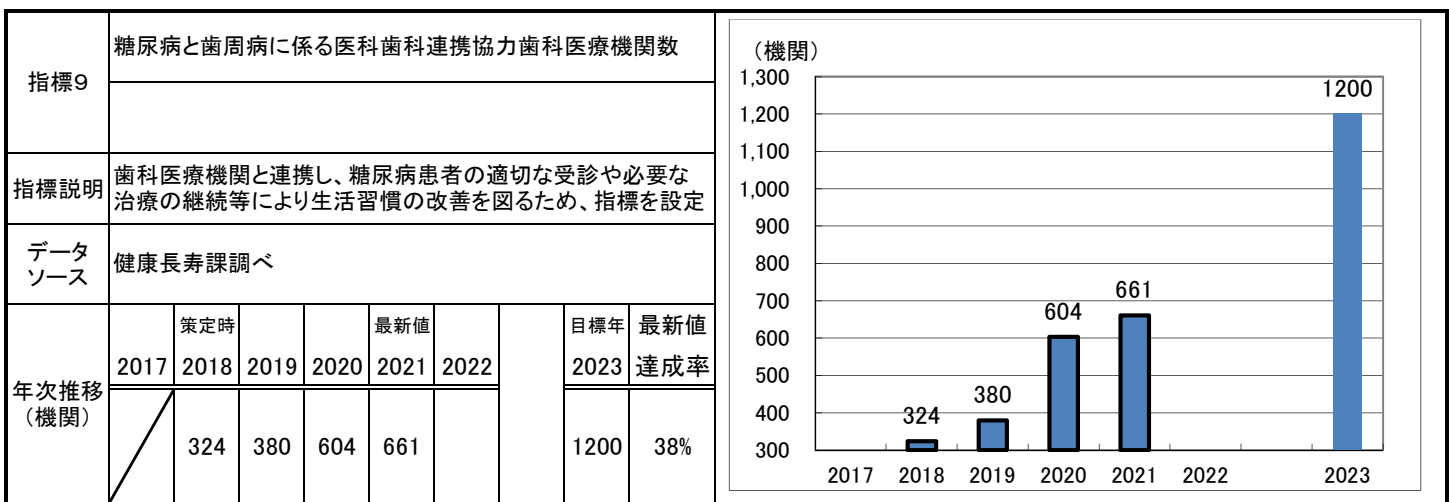 指標9
糖尿病と歯周病に係る医科歯科連携協力歯科医療機関数
指標説明
歯科医療機関と連携し、糖尿病患者の適切な受診や必要な
治療の継続等により生活習慣の改善を図るため、指標を設定
データ
ソース
健康長寿課調べ
年次推移
(機関)
策定時 最新値 目標年 最新値
2017 2018 2019 2020 2021 2022 2023 達成率
324 380 604 661 1200 38%
(機関)
1,300
1,200
1,100
1,000
900
800
700
600
500
400
300
324
380
604
661
1200
2017 2018 2019 2020 2021 2022 2023